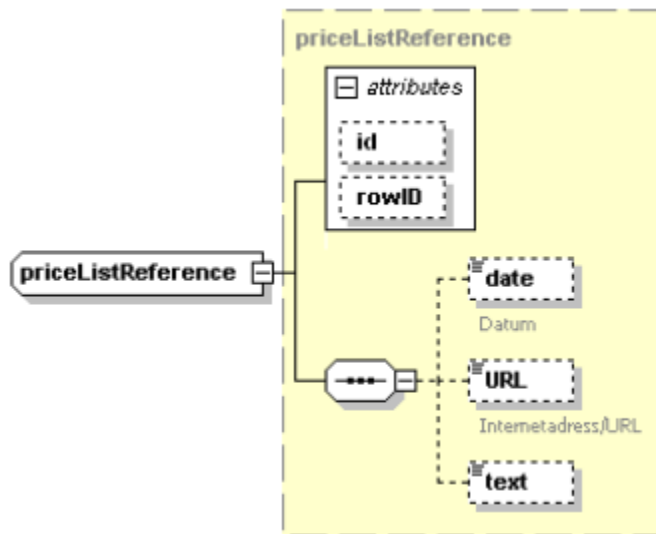 priceListReference
attributes
id
rowID
priceListReference
date
Datum
URL
Internetadress/URL
text